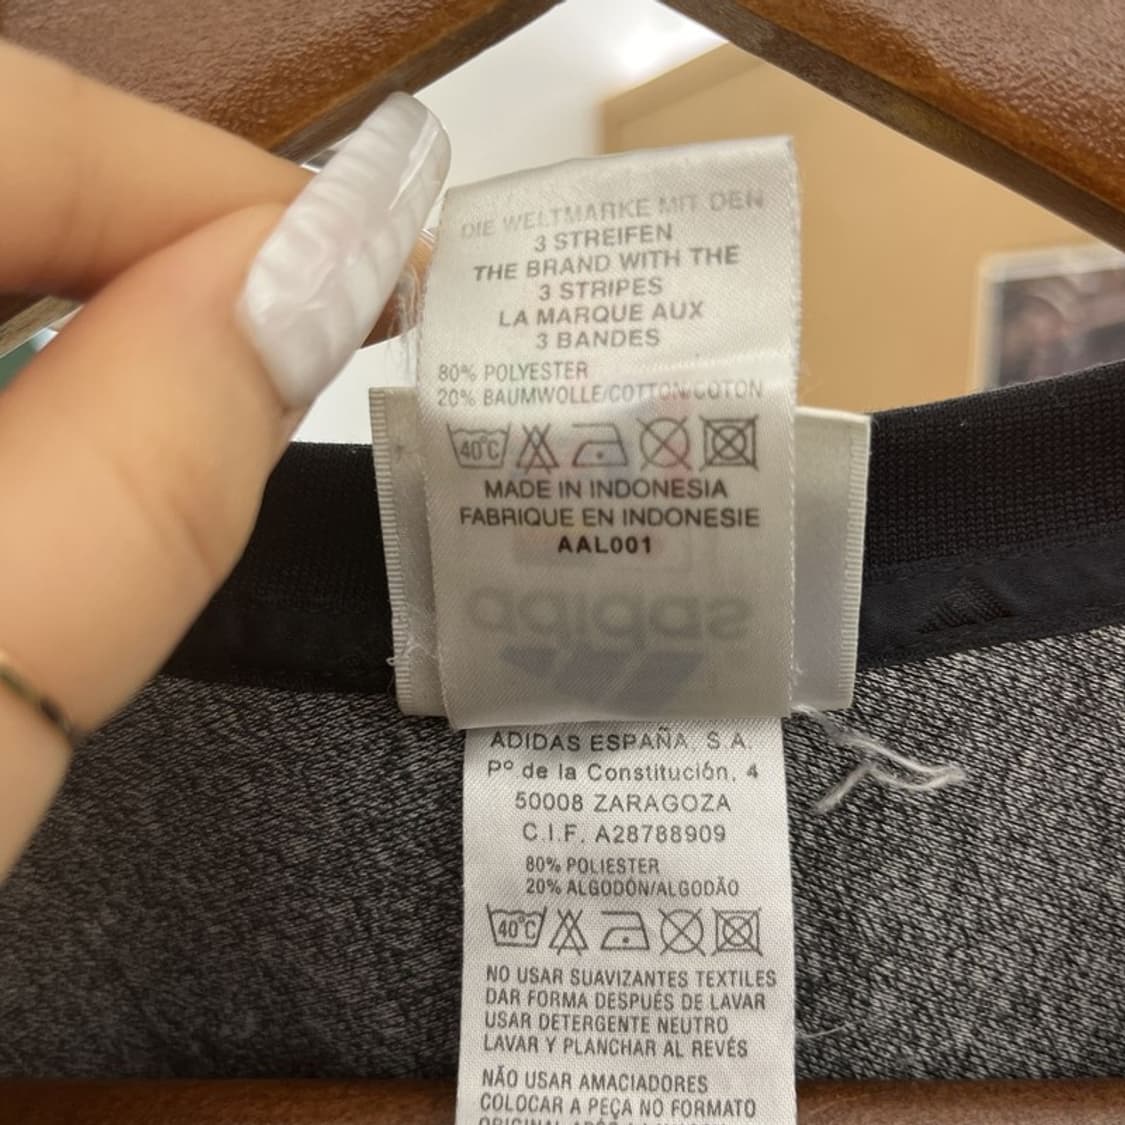 DIE WELTMARKE MIT DEN
3 STREIFEN
THE BRAND WITH THE
3 STRIPES
LA MARQUE AUX
3 BANDES
80% POLYESTER
20% BAUMWOLLE/COTTON/COTON
40°C
MADE IN INDONESIA
FABRIQUE EN INDONESIE
AAL001
adidas
ADIDAS ESPAÑA, S.A.
Pº de la Constitución, 4
50008 ZARAGOZA
C.I.F. A28788909
80% POLIESTER
20% ALGODÓN/ALGODÃO
40°C
NO USAR SUAVIZANTES TEXTILES
DAR FORMA DESPUÉS DE LAVAR
USAR DETERGENTE NEUTRO
LAVAR Y PLANCHAR AL REVÉS
NÃO USAR AMACIADORES
COLOCAR A PEÇA NO FORMATO